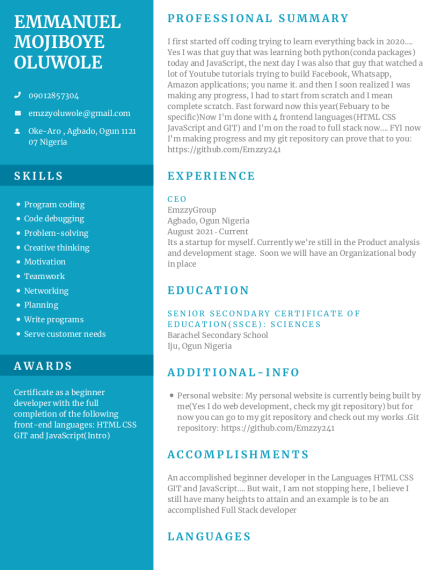 EMMANUEL
MOJIBOYE
OLUWOLE
09012857304
emzzyoluwole@gmail.com
Oke-Aro , Agbado, Ogun 1121
07 Nigeria
SKILLS
Program coding
Code debugging
Problem-solving
Creative thinking
Motivation
Teamwork
Networking
Planning
Write programs
Serve customer needs
AWARDS
Certificate as a beginner
developer with the full
completion of the following
front-end languages: HTML CSS
GIT and JavaScript(Intro)
PROFESSIONAL SUMMARY
I first started off coding trying to learn everything back in 2020....
Yes I was that guy that was learning both python(conda packages)
today and JavaScript, the next day I was also that guy that watched a
lot of Youtube tutorials trying to build Facebook, Whatsapp,
Amazon applications; you name it. and then i soon realized I was
making any progress, I had to start from scratch and I mean
complete scratch. Fast forward now this year(Febuary to be
specific)Now I'm done with 4 frontend languages(HTML CSS
JavaScript and GIT) and I'm on the road to full stack now.... FYI now
I'm making progress and my git repository can prove that to you:
https://github.com/Emzzy241
EXPERIENCE
CEO
EmzzyGroup
Agbado, Ogun Nigeria
August 2021 - Current
Its a startup for myself. Currently we're still in the Product analysis
and development stage. Soon we will have an Organizational body
in place
EDUCATION
SENIOR SECONDARY CERTIFICATE OF
EDUCATION(SSCE): SCIENCES
Barachel Secondary School
Iju, Ogun Nigeria
ADDITIONAL-INFO
Personal website: My personal website is currently being built by
me(Yes I do web development, check my git repository) but for
now you can go to my git repository and check out my works .Git
repository: https://github.com/Emzzy241
ACCOMPLISHMENTS
An accomplished beginner developer in the Languages HTML CSS
GIT and JavaScript.... But wait, I am not stopping here, I believe I
still have many heights to attain and an example is to be an
accomplished Full Stack developer
LANGUAGES